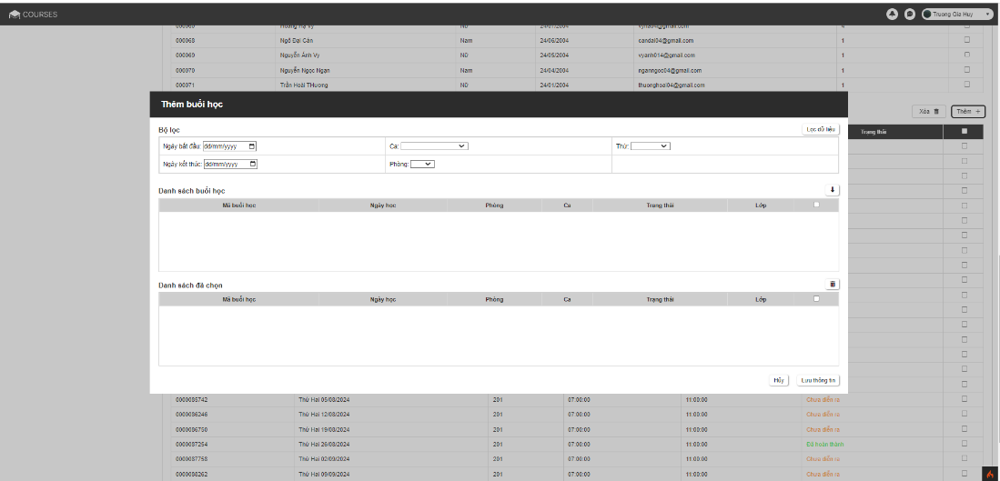 COURSES
Truong Gia Huy
Nữ 24/01/2004 4
000068 Ngô Đại Càn Nam 24/06/2004 candai04@gmail.com 1
000069 Nguyễn Ánh Vy Nữ 24/05/2004 vyanh014@gmail.com 1
000070 Nguyễn Ngọc Ngạn Nam 24/04/2004 nganngoc04@gmail.com 1
000071 Trần Hoài THương Nữ 24/01/2004 thuonghoai04@gmail.com 1
Thêm buổi học
Xóa
Thêm +
Bộ lọc
Lọc dữ liệu
Trạng thái
Ngày bắt đầu: dd/mm/yyyy Ca: Thứ:
Ngày kết thúc: dd/mm/yyyy Phòng:
Danh sách buổi học
Mã buổi học Ngày học Phòng Ca Trạng thái Lớp
Danh sách đã chọn
Mã buổi học Ngày học Phòng Ca Trạng thái Lớp
Hủy
Lưu thông tin
0000085742 Thứ Hai 05/08/2024 201 07:00:00 11:00:00 Chưa diễn ra
0000086246 Thứ Hai 12/08/2024 201 07:00:00 11:00:00 Chưa diễn ra
0000086750 Thứ Hai 19/08/2024 201 07:00:00 11:00:00 Chưa diễn ra
0000087254 Thứ Hai 26/08/2024 201 07:00:00 11:00:00 Đã hoàn thành
0000087758 Thứ Hai 02/09/2024 201 07:00:00 11:00:00 Chưa diễn ra
0000088262 Thứ Hai 09/09/2024 201 07:00:00 11:00:00 Chưa diễn ra